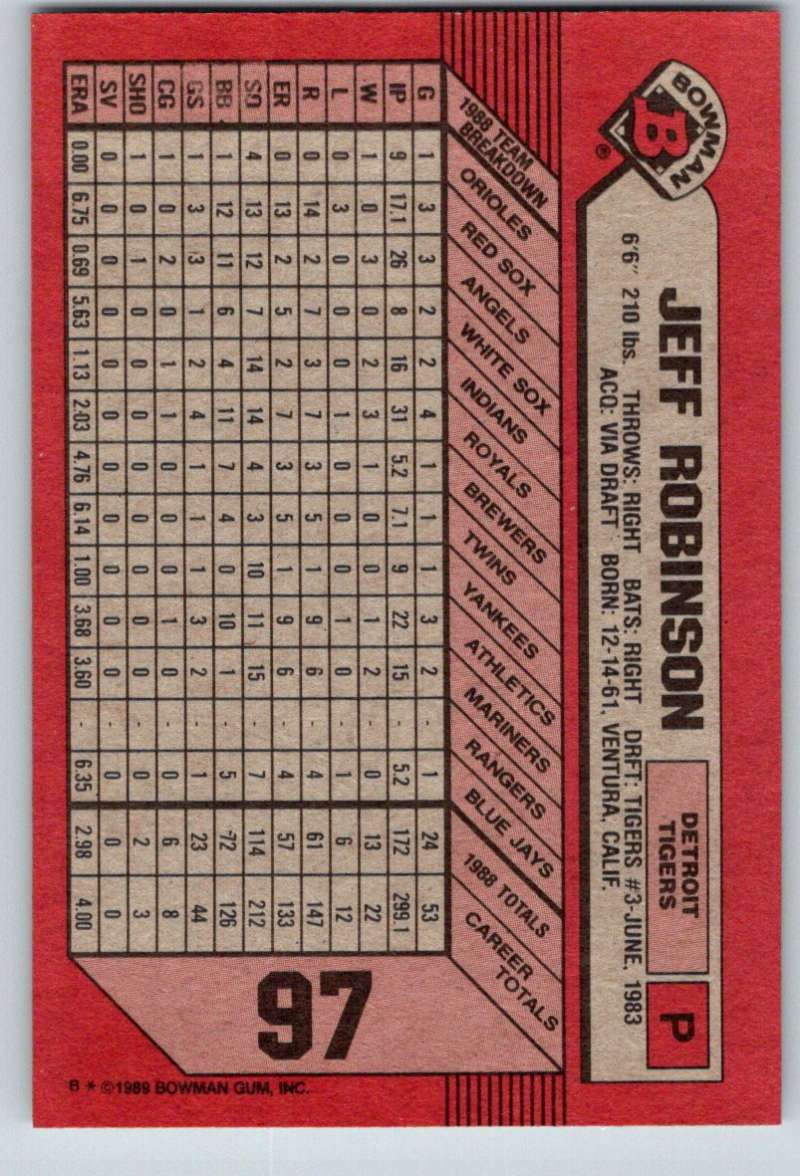 BOWMAN
B
®
JEFF ROBINSON
DETROIT
TIGERS
P
6'6" 210 lbs. THROWS: RIGHT BATS: RIGHT DRFT: TIGERS #3-JUNE, 1983
ACQ: VIA DRAFT BORN: 12-14-61, VENTURA, CALIF.
1988 TEAM BREAKDOWN ORIOLES RED SOX ANGELS WHITE SOX INDIANS ROYALS BREWERS TWINS YANKEES ATHLETICS MARINERS RANGERS BLUE JAYS 1988 TOTALS CAREER TOTALS
G 1 3 3 2 2 4 1 1 1 3 2 - 1 24 53
IP 9 17.1 26 8 16 31 5.2 7.1 9 22 15 - 5.2 172 299.1
W 1 0 3 0 2 3 1 0 0 1 2 - 0 13 22
L 0 3 0 0 0 1 0 0 0 1 0 - 1 6 12
R 0 14 2 7 3 7 3 5 1 9 6 - 4 61 147
ER 0 13 2 5 2 7 3 5 1 9 6 - 4 57 133
SO 4 13 12 7 14 14 4 3 10 11 15 - 7 114 212
BB 1 12 11 6 4 11 7 4 0 10 1 - 5 72 126
GS 1 3 3 1 2 4 1 1 1 3 2 - 1 23 44
CG 1 0 2 0 1 1 0 0 0 1 0 - 0 6 8
SHO 1 0 1 0 0 0 0 0 0 0 0 - 0 2 3
SV 0 0 0 0 0 0 0 0 0 0 0 - 0 0 0
ERA 0.00 6.75 0.69 5.63 1.13 2.03 4.76 6.14 1.00 3.68 3.60 - 6.35 2.98 4.00
97
B * ©1989 BOWMAN GUM, INC.